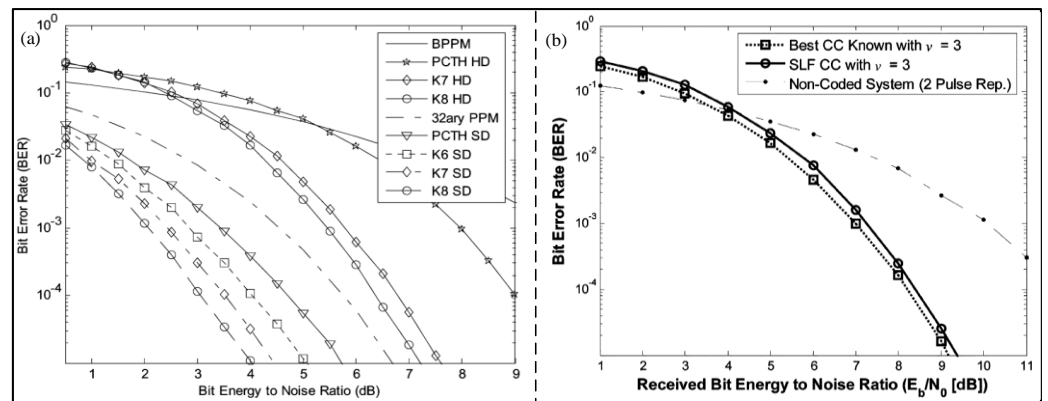 (a)
Bit Error Rate (BER)
10^0
10^-1
10^-2
10^-3
10^-4
BPPM
PCTH HD
K7 HD
K8 HD
32ary PPM
PCTH SD
K6 SD
K7 SD
K8 SD
1 2 3 4 5 6 7 8 9
Bit Energy to Noise Ratio (dB)
(b)
Bit Error Rate (BER)
10^0
10^-1
10^-2
10^-3
10^-4
Best CC Known with v = 3
SLF CC with v = 3
Non-Coded System (2 Pulse Rep.)
1 2 3 4 5 6 7 8 9 10 11
Received Bit Energy to Noise Ratio (E_b/N_0 [dB])